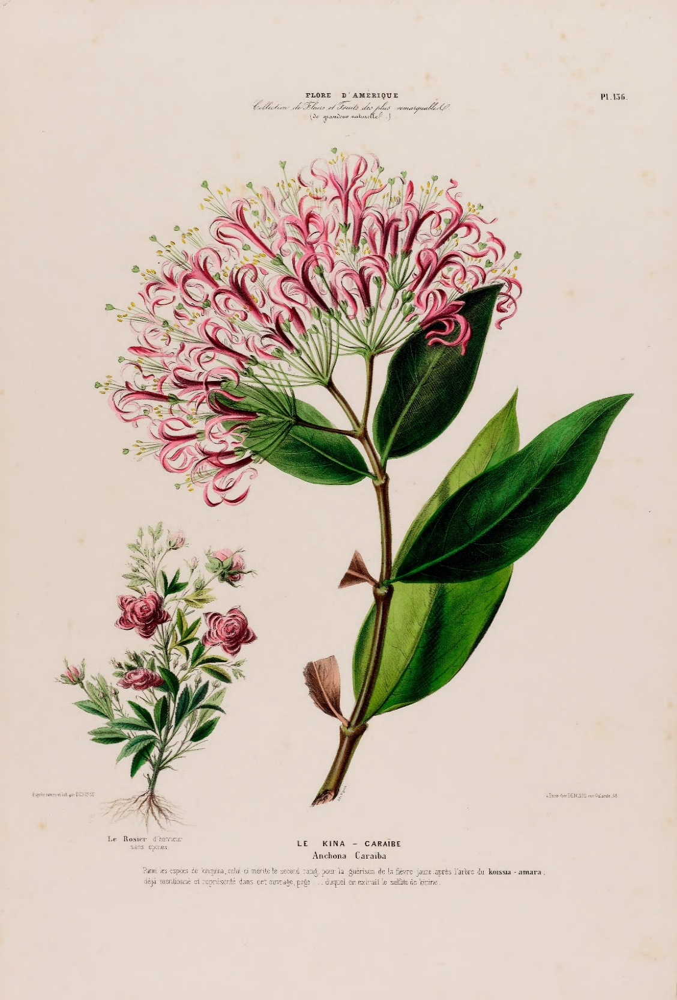 FLORE D'AMÉRIQUE
Pl. 136.
Collection de Fleurs et Fruits des plus remarquables
(de grandeur naturelle.)
d'après nature et lith. par DENISSE
à Paris chez DENISSE rue Galande, 58.
Le Rosier d'honneur
sans épines
LE KINA - CARAÏBE
Anchona Caraïba
Parmi les espèces de kinquina, celui-ci mérite le second rang, pour la guérison de la fièvre jaune, après l'arbre du koissia - amara,
déjà mentionné et représenté dans cet ouvrage, page ... duquel on extrait le sulfate de kinine.